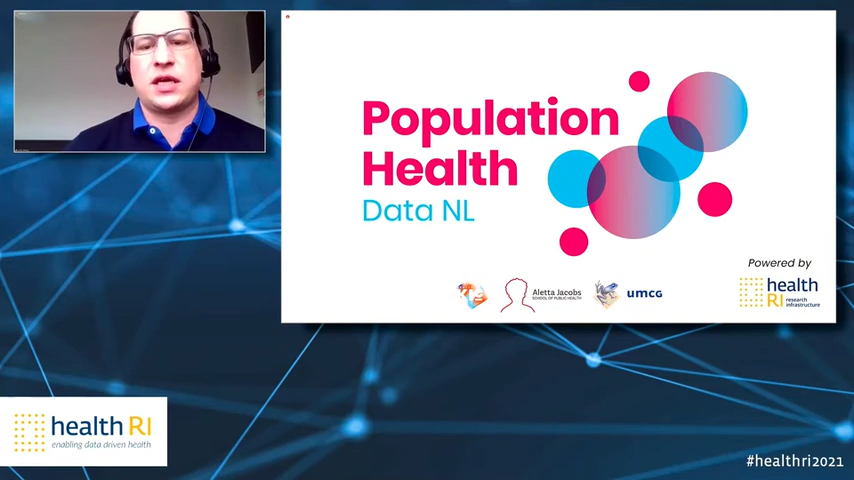 Population
Health
Data NL
Powered by
Aletta Jacobs
SCHOOL OF PUBLIC HEALTH
umcg
health
RI research
infrastructure
health RI
enabling data driven health
#healthri2021